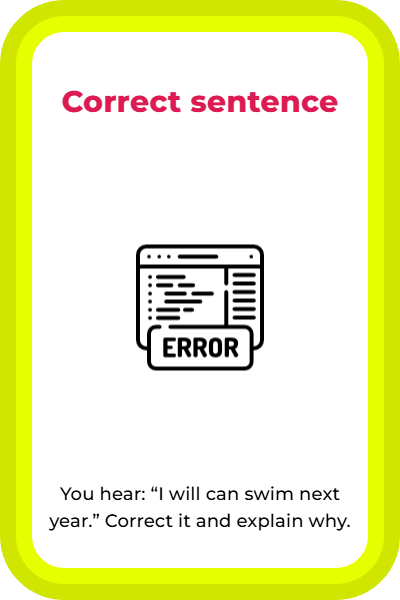 Correct sentence
ERROR
You hear: “I will can swim next
year.” Correct it and explain why.